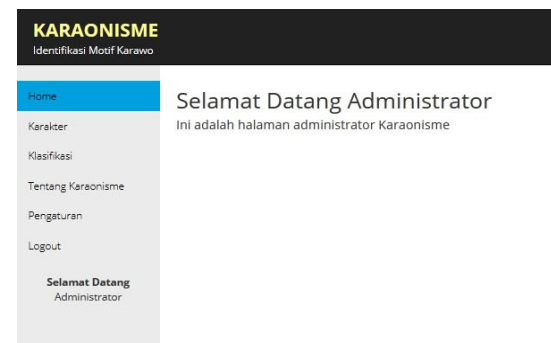 KARAONISME
Identifikasi Motif Karawo
Home
Karakter
Klasifikasi
Tentang Karaonisme
Pengaturan
Logout
Selamat Datang
Administrator
Selamat Datang Administrator
Ini adalah halaman administrator Karaonisme